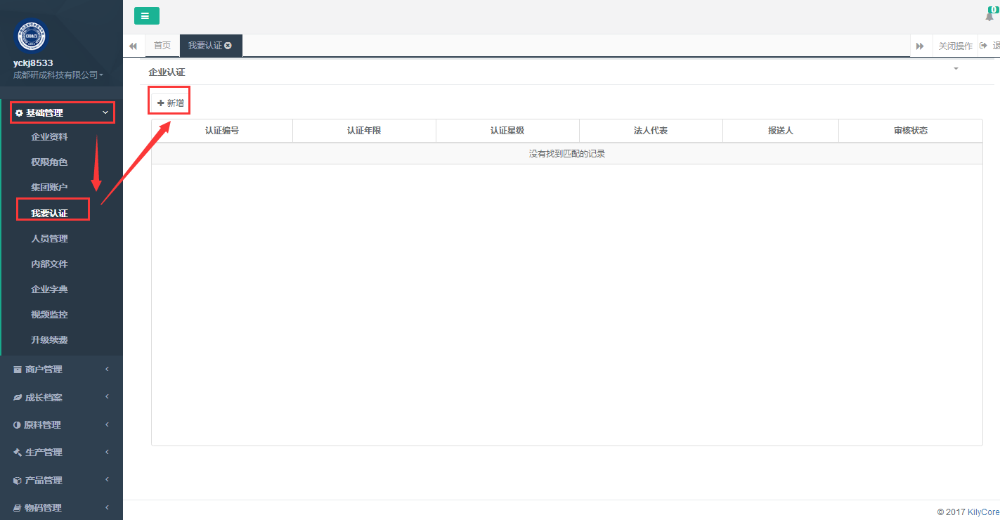 yckj8533
成都研成科技有限公司
基础管理
企业资料
权限角色
集团账户
我要认证
人员管理
内部文件
企业字典
视频监控
升级续费
商户管理
成长档案
原料管理
生产管理
产品管理
物码管理
0
首页 我要认证 关闭操作 退
企业认证
新增
认证编号 认证年限 认证星级 法人代表 报送人 审核状态
没有找到匹配的记录
© 2017 KilyCore